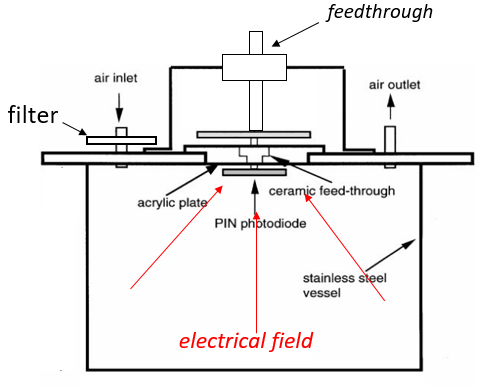 feedthrough
air inlet
air outlet
filter
acrylic plate
ceramic feed-through
PIN photodiode
stainless steel
vessel
electrical field